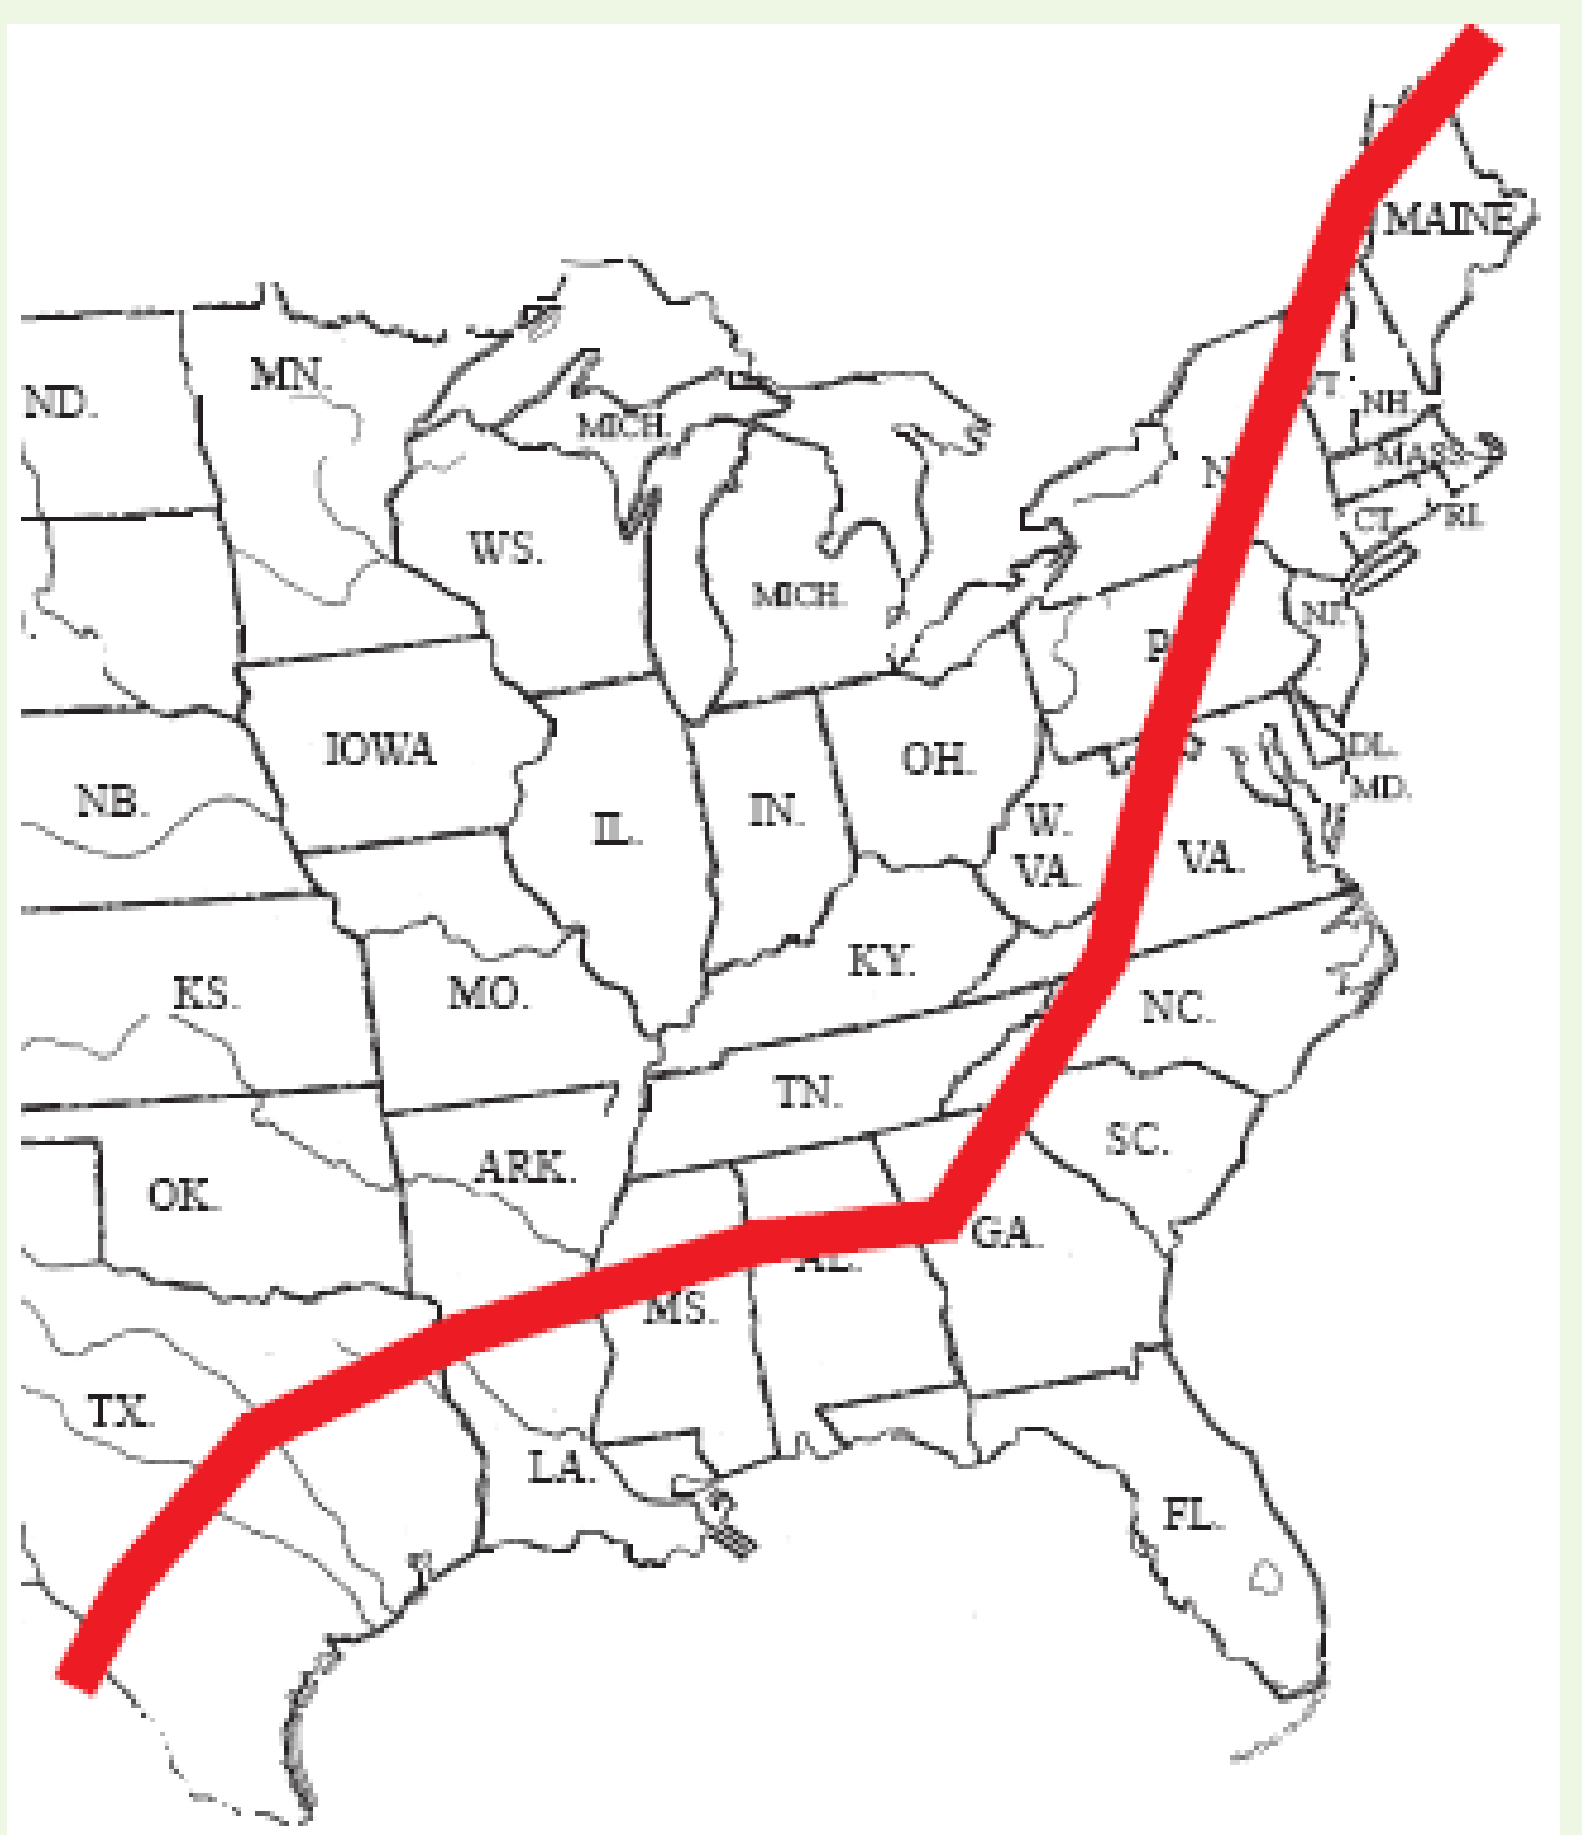 MAINE
MN.
ND.
MICH.
NH.
MASS.
N
CT.
RI.
WS.
MICH.
NJ.
P
IOWA
OH.
DL.
MD.
NB.
IL.
IN.
W.
VA.
VA.
KY.
KS.
MO.
NC.
TN.
SC.
ARK.
OK.
GA.
AL.
MS.
TX.
LA.
FL.